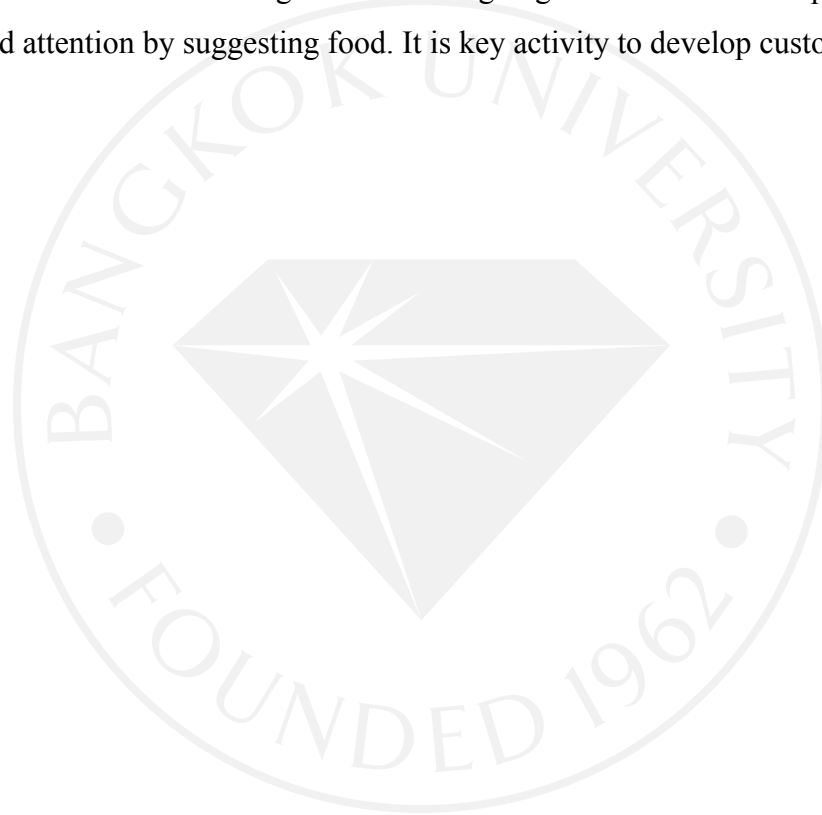 d attention by suggesting food. It is key activity to develop custo
BANGKOK UNIVERSITY
FOUNDED 1962